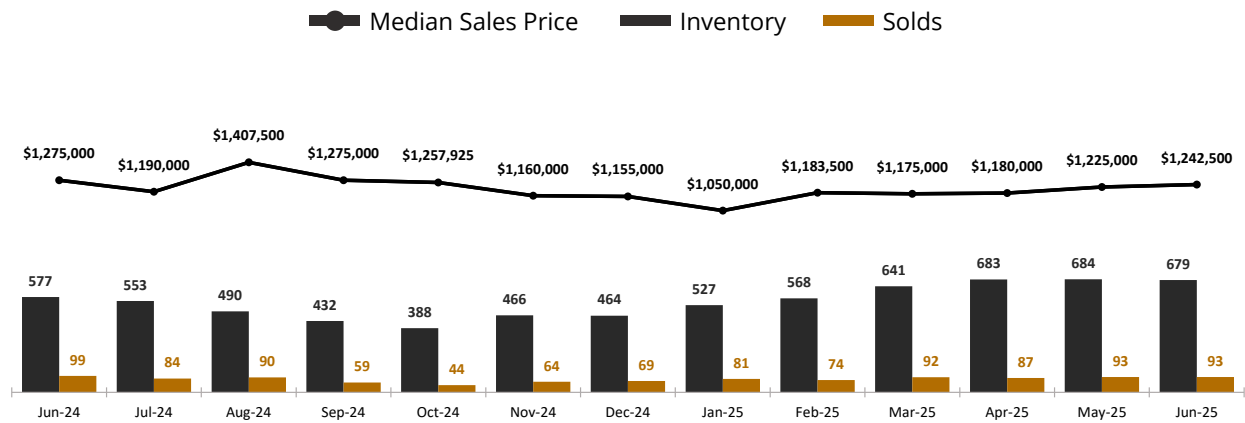 Median Sales Price Inventory Solds
$1,275,000 $1,190,000 $1,407,500 $1,275,000 $1,257,925 $1,160,000 $1,155,000 $1,050,000 $1,183,500 $1,175,000 $1,180,000 $1,225,000 $1,242,500
577 553 490 432 388 466 464 527 568 641 683 684 679
99 84 90 59 44 64 69 81 74 92 87 93 93
Jun-24 Jul-24 Aug-24 Sep-24 Oct-24 Nov-24 Dec-24 Jan-25 Feb-25 Mar-25 Apr-25 May-25 Jun-25